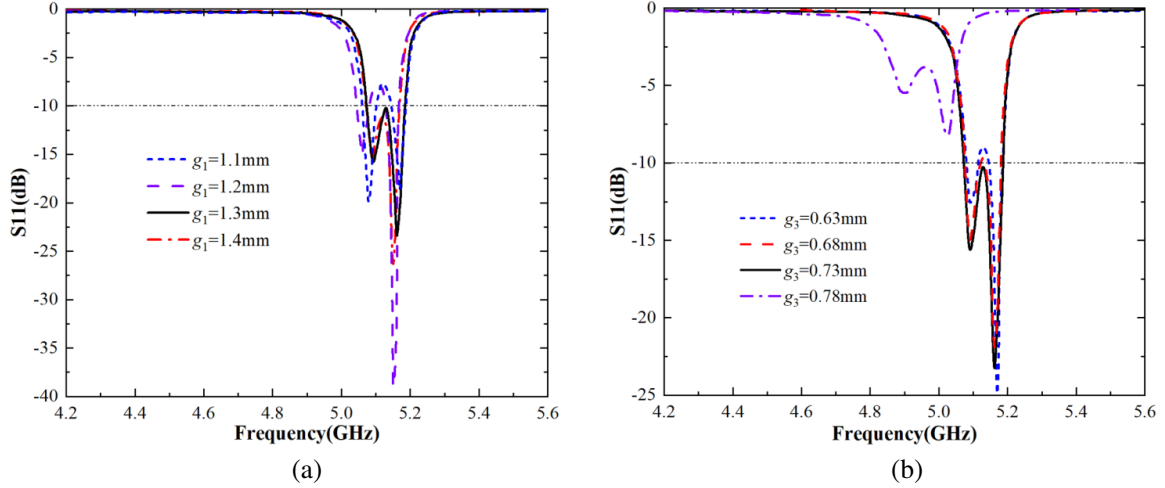 0
-5
-10
-15
-20
-25
-30
-35
-40
S11(dB)
g1=1.1mm
g1=1.2mm
g1=1.3mm
g1=1.4mm
4.2 4.4 4.6 4.8 5.0 5.2 5.4 5.6
Frequency(GHz)
(a)
0
-5
-10
-15
-20
-25
S11(dB)
g3=0.63mm
g3=0.68mm
g3=0.73mm
g3=0.78mm
4.2 4.4 4.6 4.8 5.0 5.2 5.4 5.6
Frequency(GHz)
(b)